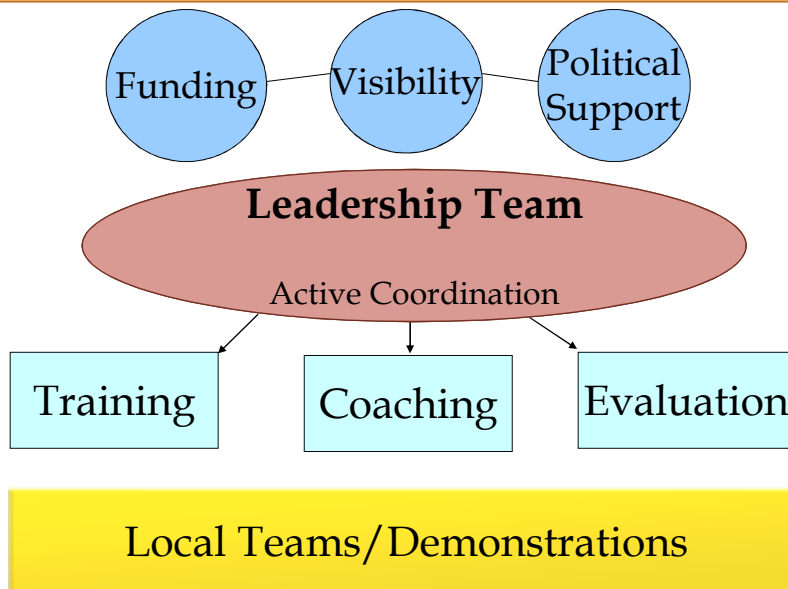 Funding
Visibility
Political
Support
Leadership Team
Active Coordination
Training
Coaching
Evaluation
Local Teams/Demonstrations